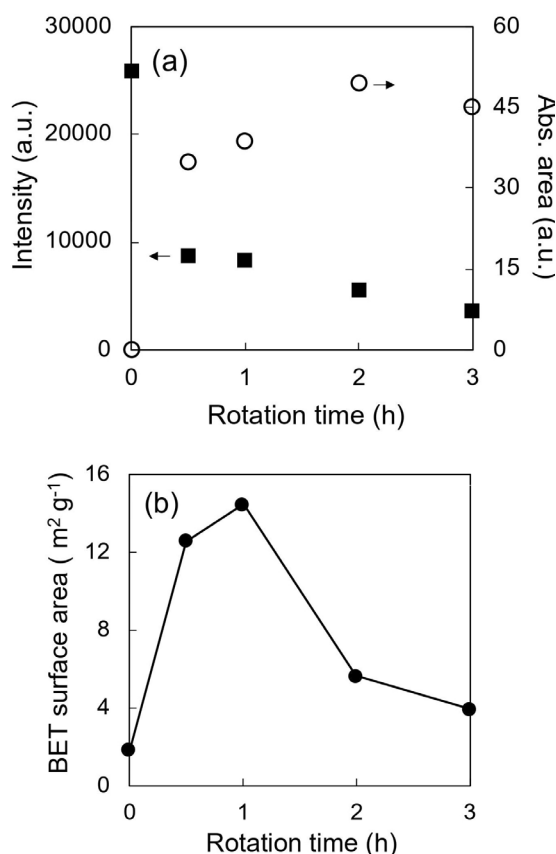 (a)
30000
20000
10000
0
Intensity (a.u.)
60
45
30
15
0
Abs. area (a.u.)
0 1 2 3
Rotation time (h)
(b)
16
12
8
4
0
BET surface area ( m² g⁻¹)
0 1 2 3
Rotation time (h)